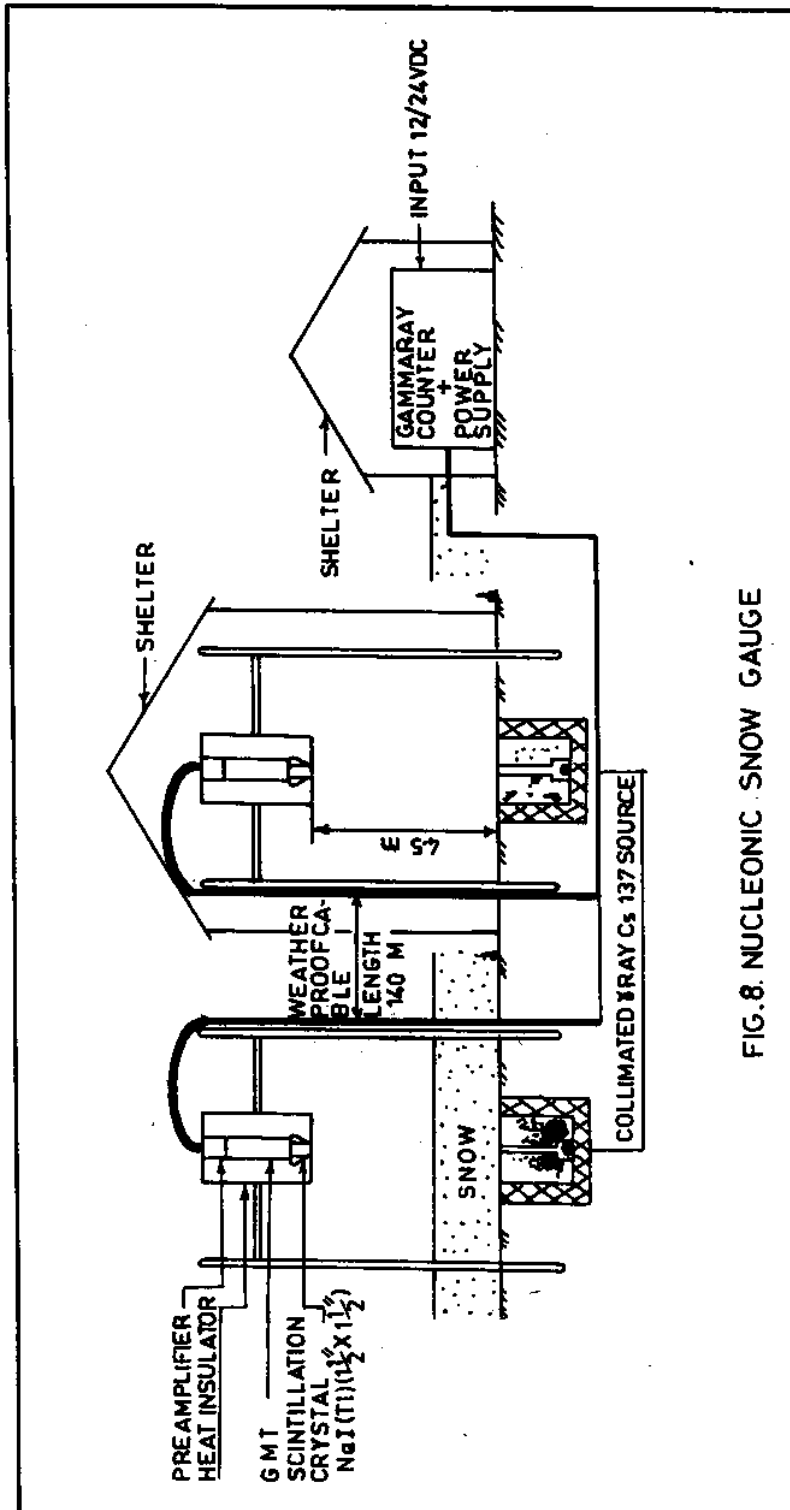 PREAMPLIFIER
HEAT INSULATOR
GMT
SCINTILLATION
CRYSTAL
NaI(Tl)(1½"X1½")
SNOW
WEATHER
PROOFCA-
BLE
LENGTH
140 M
4.5 m
SHELTER
SHELTER
GAMMARAY
COUNTER
+
POWER
SUPPLY
INPUT 12/24VDC
COLLIMATED γRAY Cs 137 SOURCE
FIG.8. NUCLEONIC SNOW GAUGE